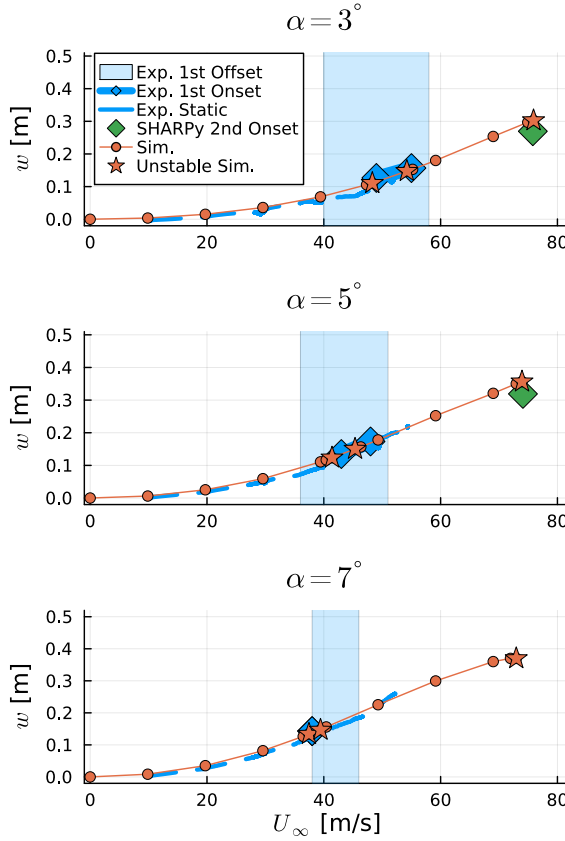 α = 3°
w [m]
0.5
0.4
0.3
0.2
0.1
0.0
Exp. 1st Offset
Exp. 1st Onset
Exp. Static
SHARPy 2nd Onset
Sim.
Unstable Sim.
0 20 40 60 80
α = 5°
w [m]
0.5
0.4
0.3
0.2
0.1
0.0
0 20 40 60 80
α = 7°
w [m]
0.5
0.4
0.3
0.2
0.1
0.0
0 20 40 60 80
U∞ [m/s]